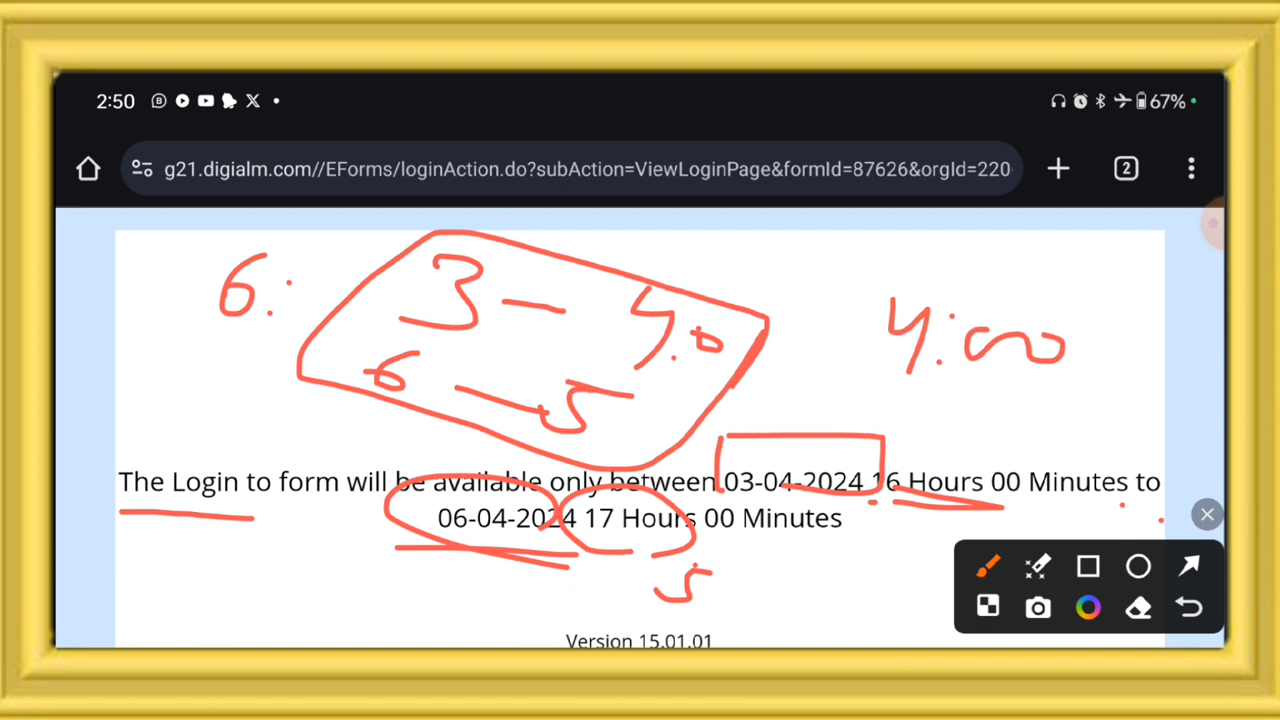 2:50 67%
g21.digialm.com//EForms/loginAction.do?subAction=ViewLoginPage&formId=87626&orgId=220
2
6:
3 — 4.0
6 — 5
4:00
The Login to form will be available only between 03-04-2024 16 Hours 00 Minutes to
06-04-2024 17 Hours 00 Minutes
5
Version 15.01.01